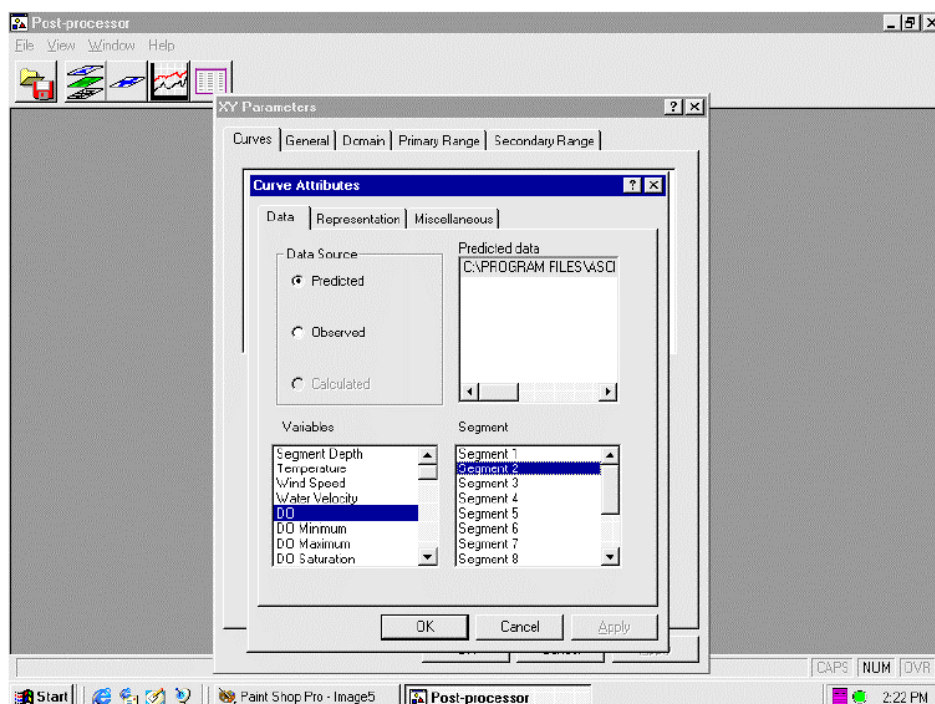 Post-processor
File View Window Help
XY Parameters
Curves General Domain Primary Range Secondary Range
Curve Attributes
Data Representation Miscellaneous
Data Source
Predicted
Observed
Calculated
Predicted data
C:\PROGRAM FILES\ASCI
Variables
Segment Depth
Temperature
Wind Speed
Water Velocity
DO
DO Minimum
DO Maximum
DO Saturation
Segment
Segment 1
Segment 2
Segment 3
Segment 4
Segment 5
Segment 6
Segment 7
Segment 8
OK Cancel Apply
CAPS NUM OVR
Start Paint Shop Pro - Image5 Post-processor 2:22 PM